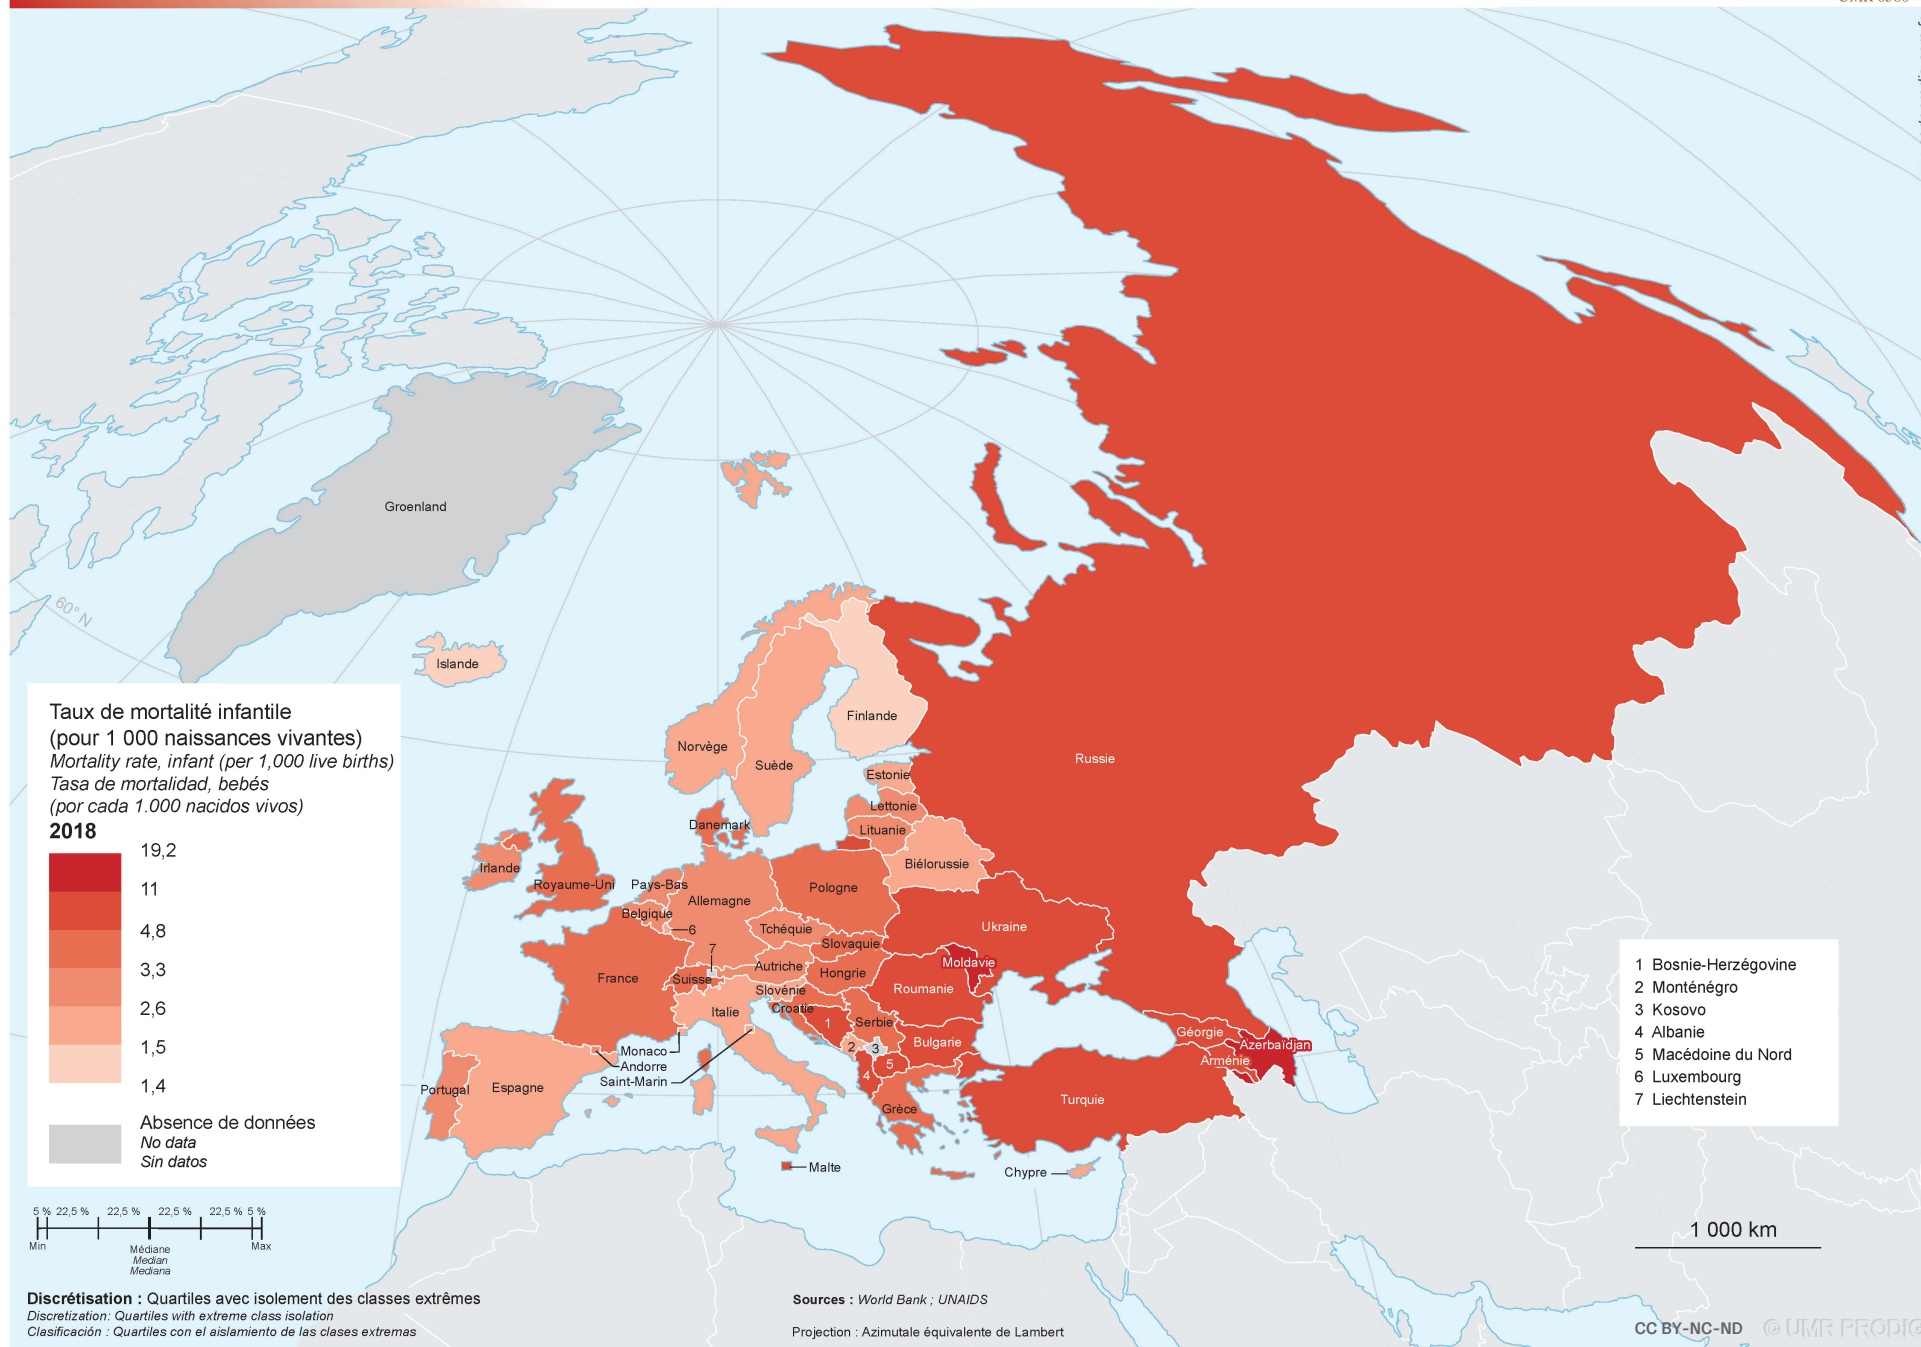 60° N
Groenland
Islande
Norvège
Suède
Finlande
Russie
Estonie
Lettonie
Lituanie
Danemark
Biélorussie
Irlande
Royaume-Uni
Pays-Bas
Allemagne
Pologne
Belgique
6
Ukraine
Tchéquie
7
Slovaquie
Moldavie
France
Suisse
Autriche
Hongrie
Slovénie
Roumanie
Croatie
Italie
1
Serbie
Géorgie
Bulgarie
Azerbaïdjan
2
3
Monaco
Andorre
Saint-Marin
4
5
Arménie
Portugal
Espagne
Grèce
Turquie
Malte
Chypre
Taux de mortalité infantile
(pour 1 000 naissances vivantes)
Mortality rate, infant (per 1,000 live births)
Tasa de mortalidad, bebés
(por cada 1.000 nacidos vivos)
2018
19,2
11
4,8
3,3
2,6
1,5
1,4
Absence de données
No data
Sin datos
5 % 22,5 % 22,5 % 22,5 % 22,5 % 5 %
Min
Max
Médiane
Median
Mediana
Discrétisation : Quartiles avec isolement des classes extrêmes
Discretization: Quartiles with extreme class isolation
Clasificación : Quartiles con el aislamiento de las clases extremas
Sources : World Bank ; UNAIDS
Projection : Azimutale équivalente de Lambert
1 Bosnie-Herzégovine
2 Monténégro
3 Kosovo
4 Albanie
5 Macédoine du Nord
6 Luxembourg
7 Liechtenstein
1 000 km
CC BY-NC-ND © UMR PRODIG